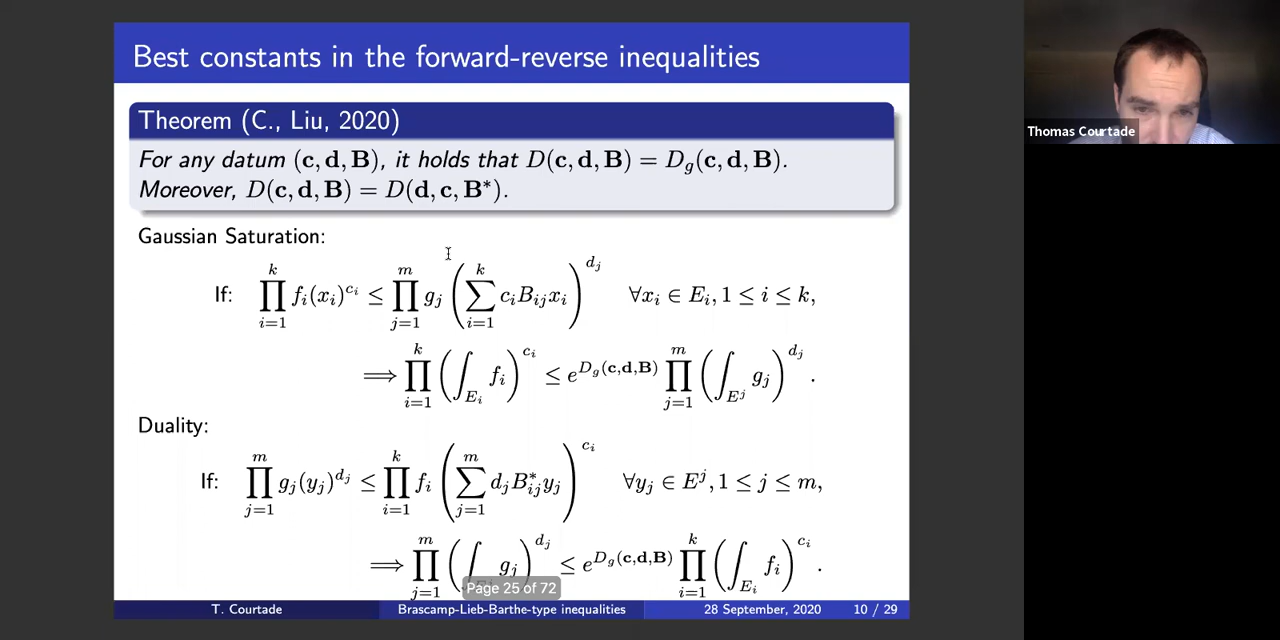 Best constants in the forward-reverse inequalities
Theorem (C., Liu, 2020)
For any datum (c, d, B), it holds that D(c, d, B) = D_g(c, d, B).
Moreover, D(c, d, B) = D(d, c, B*).
Gaussian Saturation:
If: ∏_{i=1}^{k} f_i(x_i)^{c_i} ≤ ∏_{j=1}^{m} g_j (∑_{i=1}^{k} c_i B_{ij} x_i)^{d_j} ∀x_i ∈ E_i, 1 ≤ i ≤ k,
⟹ ∏_{i=1}^{k} (∫_{E_i} f_i)^{c_i} ≤ e^{D_g(c,d,B)} ∏_{j=1}^{m} (∫_{E^j} g_j)^{d_j}.
Duality:
If: ∏_{j=1}^{m} g_j(y_j)^{d_j} ≤ ∏_{i=1}^{k} f_i (∑_{j=1}^{m} d_j B*_{ij} y_j)^{c_i} ∀y_j ∈ E^j, 1 ≤ j ≤ m,
⟹ ∏_{j=1}^{m} (∫ g_j)^{d_j} ≤ e^{D_g(c,d,B)} ∏_{i=1}^{k} (∫_{E_i} f_i)^{c_i}.
Page 25 of 72
T. Courtade
Brascamp-Lieb-Barthe-type inequalities
28 September, 2020
10 / 29
Thomas Courtade